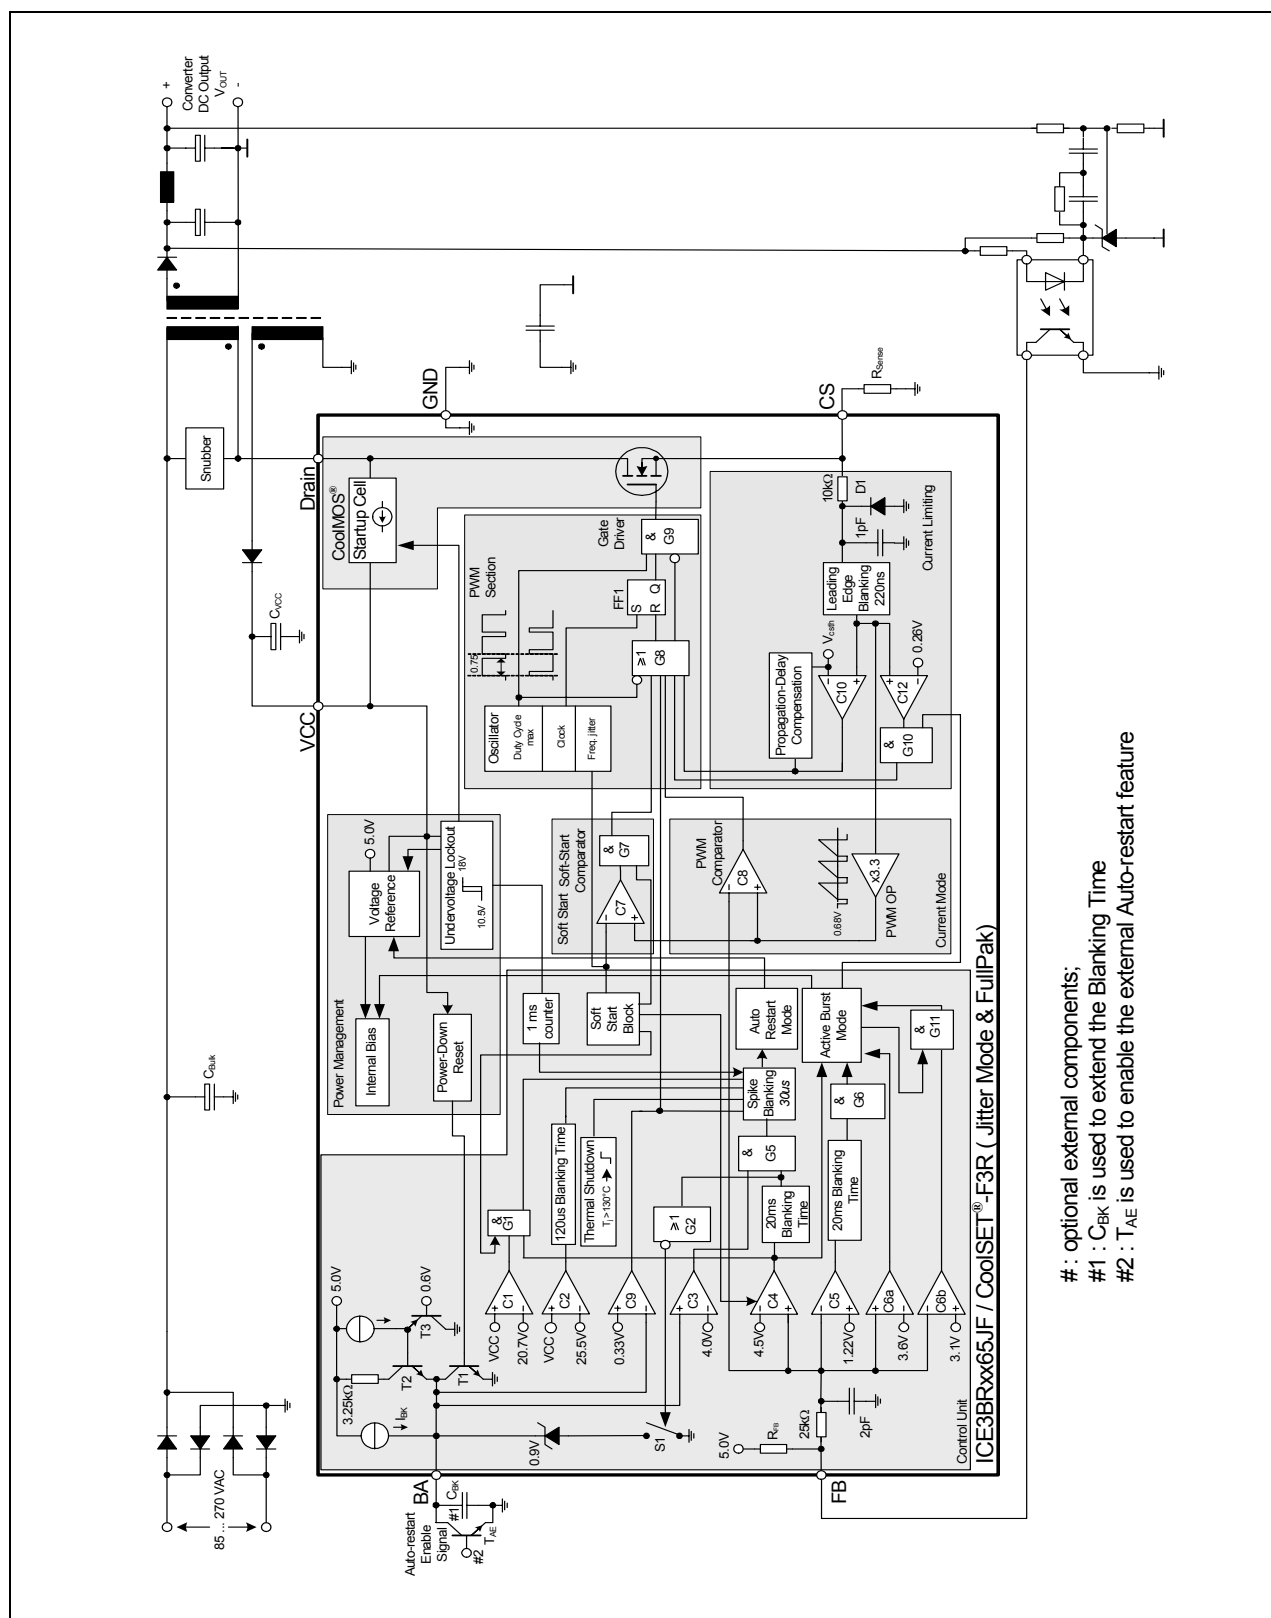 85 ... 270 VAC
C_Bulk
Snubber
C_VCC
+
Converter
DC Output
V_OUT
-
VCC
Drain
GND
CS
R_Sense
BA
FB
Auto-restart
Enable
Signal
#1
C_BK
#2
T_AE
Power Management
Internal Bias
Voltage
Reference
5.0V
Power-Down
Reset
Undervoltage Lockout
18V
10.5V
CoolMOS®
Startup Cell
PWM
Section
0.75
Oscillator
Duty Cycle
max
Clock
Freq. jitter
FF1
S
R
Q
Gate
Driver
&
G9
≥1
G8
Soft Start
Soft-Start
Comparator
C7
-
+
&
G7
Soft
Start
Block
1 ms
counter
5.0V
3.25kΩ
I_BK
T2
T3
0.6V
T1
0.9V
S1
VCC
20.7V
+
-
C1
&
G1
VCC
25.5V
+
-
C2
120us Blanking Time
Thermal Shutdown
Tj >130°C
0.33V
+
-
C9
4.0V
-
+
C3
≥1
G2
4.5V
-
+
C4
20ms
Blanking
Time
&
G5
Spike
Blanking
30us
Auto
Restart
Mode
1.22V
-
+
C5
20ms Blanking
Time
&
G6
Active Burst
Mode
3.6V
+
-
C6a
3.1V
-
+
C6b
&
G11
5.0V
R_FB
25kΩ
2pF
Control Unit
PWM
Comparator
C8
-
+
0.68V
x3.3
PWM OP
Current Mode
Propagation-Delay
Compensation
V_csth
C10
-
+
C12
+
-
0.26V
&
G10
Leading
Edge
Blanking
220ns
10kΩ
D1
1pF
Current Limiting
ICE3BRxx65JF / CoolSET®-F3R ( Jitter Mode & FullPak)
# : optional external components;
#1 : C_BK is used to extend the Blanking Time
#2 : T_AE is used to enable the external Auto-restart feature